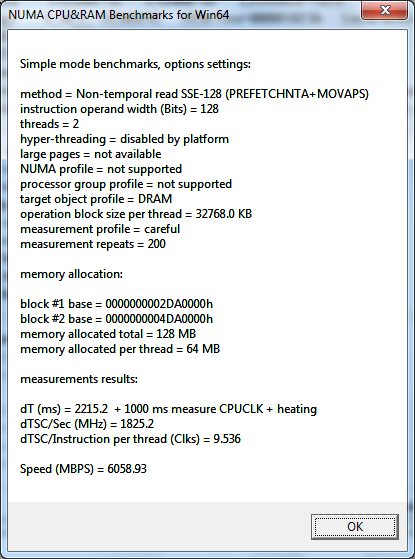 NUMA CPU&RAM Benchmarks for Win64
Simple mode benchmarks, options settings:
method = Non-temporal read SSE-128 (PREFETCHNTA+MOVAPS)
instruction operand width (Bits) = 128
threads = 2
hyper-threading = disabled by platform
large pages = not available
NUMA profile = not supported
processor group profile = not supported
target object profile = DRAM
operation block size per thread = 32768.0 KB
measurement profile = careful
measurement repeats = 200
memory allocation:
block #1 base = 0000000002DA0000h
block #2 base = 0000000004DA0000h
memory allocated total = 128 MB
memory allocated per thread = 64 MB
measurements results:
dT (ms) = 2215.2  + 1000 ms measure CPUCLK + heating
dTSC/Sec (MHz) = 1825.2
dTSC/Instruction per thread (Clks) = 9.536
Speed (MBPS) = 6058.93
OK